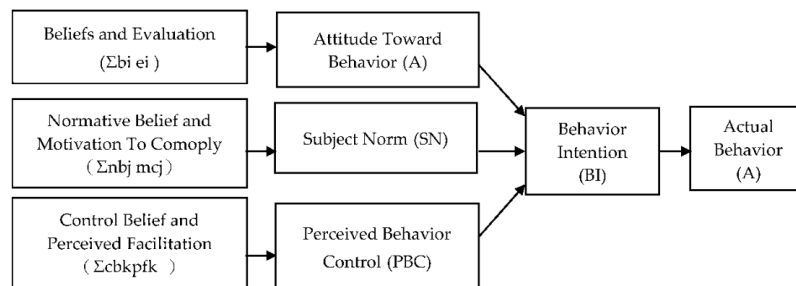 Beliefs and Evaluation
(Σbi ei)
Attitude Toward
Behavior (A)
Normative Belief and
Motivation To Comoply
(Σnbj mcj)
Subject Norm (SN)
Behavior
Intention
(BI)
Actual
Behavior
(A)
Control Belief and
Perceived Facilitation
(Σcbkpfk )
Perceived Behavior
Control (PBC)